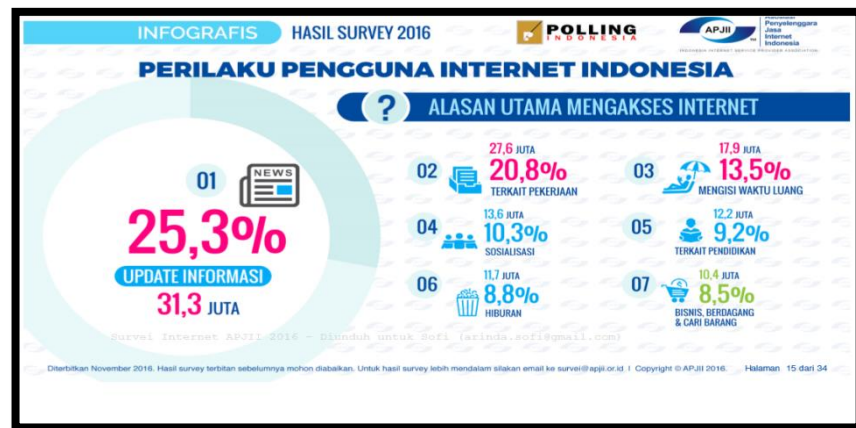 INFOGRAFIS HASIL SURVEY 2016
POLLING
INDONESIA
APJII
Penyelenggara
Jasa
Internet
Indonesia
INDONESIA INTERNET SERVICE PROVIDER ASSOCIATION
PERILAKU PENGGUNA INTERNET INDONESIA
? ALASAN UTAMA MENGAKSES INTERNET
01
NEWS
25,3%
UPDATE INFORMASI
31,3 JUTA
02
27,6 JUTA
20,8%
TERKAIT PEKERJAAN
03
17,9 JUTA
13,5%
MENGISI WAKTU LUANG
04
13,6 JUTA
10,3%
SOSIALISASI
05
12,2 JUTA
9,2%
TERKAIT PENDIDIKAN
06
11,7 JUTA
8,8%
HIBURAN
07
10,4 JUTA
8,5%
BISNIS, BERDAGANG
& CARI BARANG
Survei Internet APJII 2016 - Diunduh untuk Sofi (arinda.sofi@gmail.com)
Diterbitkan November 2016. Hasil survey terbitan sebelumnya mohon diabaikan. Untuk hasil survey lebih mendalam silakan email ke survei@apjii.or.id | Copyright © APJII 2016. Halaman 15 dari 34